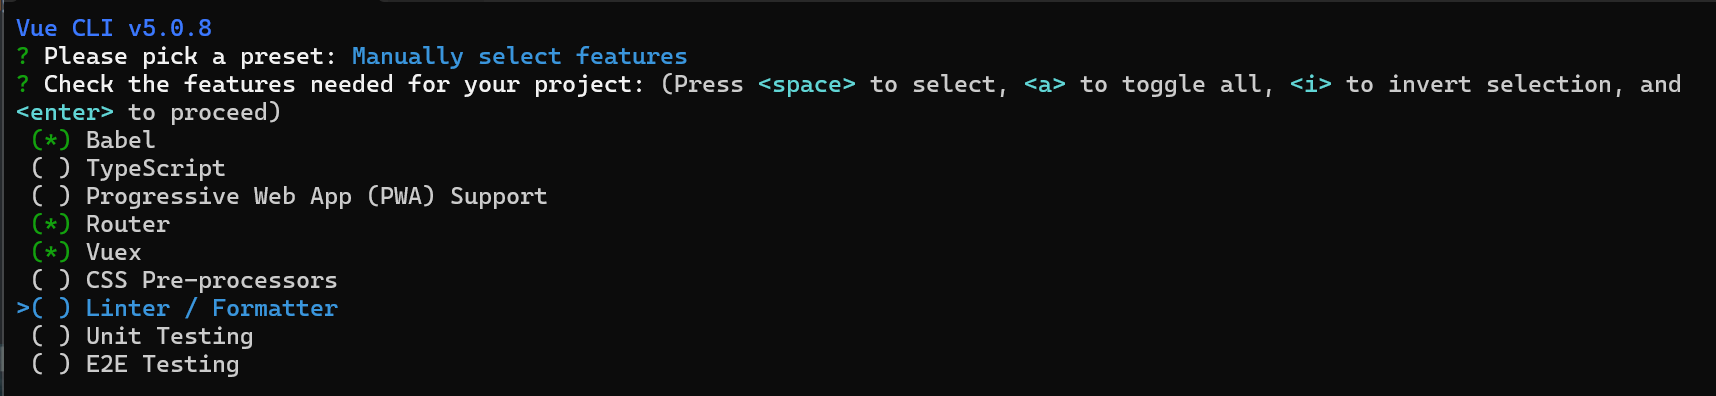 Vue CLI v5.0.8
? Please pick a preset: Manually select features
? Check the features needed for your project: (Press <space> to select, <a> to toggle all, <i> to invert selection, and
<enter> to proceed)
 (*) Babel
 ( ) TypeScript
 ( ) Progressive Web App (PWA) Support
 (*) Router
 (*) Vuex
 ( ) CSS Pre-processors
>( ) Linter / Formatter
 ( ) Unit Testing
 ( ) E2E Testing